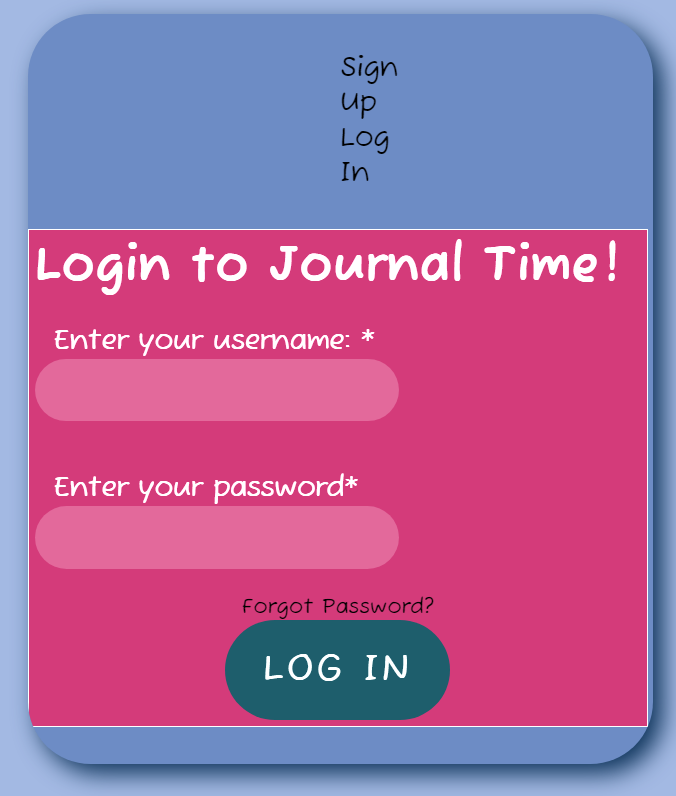 Sign
Up
Log
In
Login to Journal Time!
Enter your username: *
Enter your password*
Forgot Password?
LOG IN